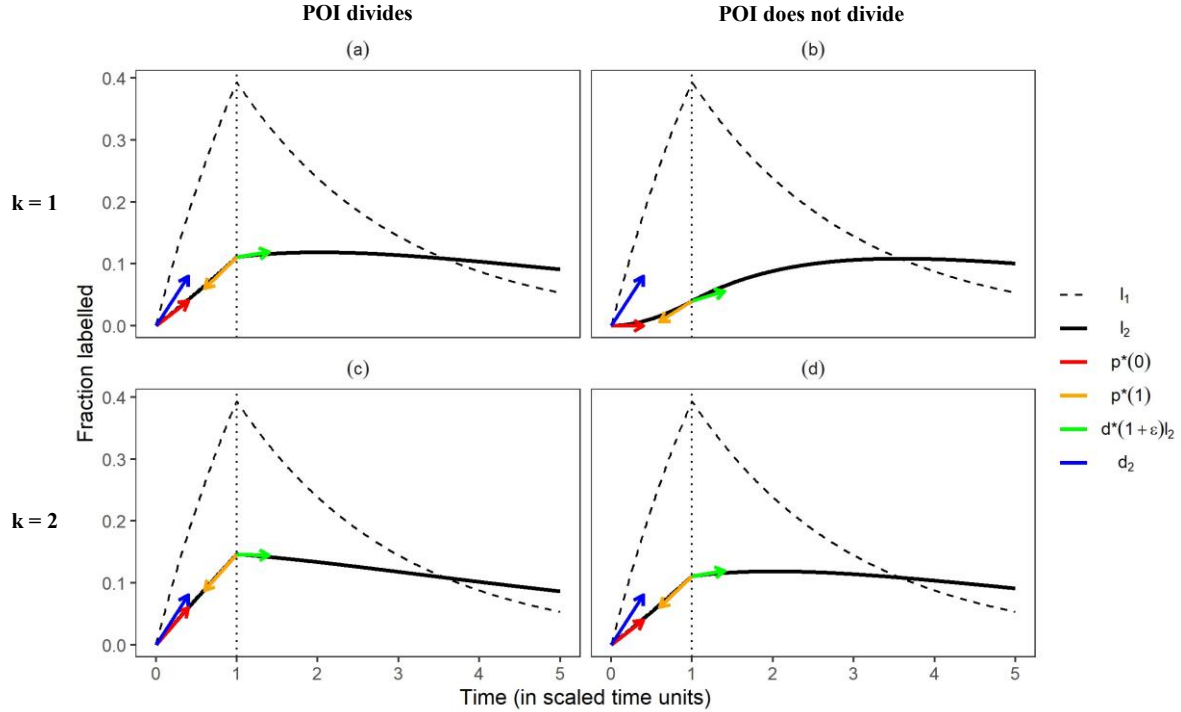 POI divides
POI does not divide
(a)
(b)
0.4
0.3
0.2
0.1
0.0
k = 1
(c)
(d)
0.4
0.3
0.2
0.1
0.0
k = 2
Fraction labelled
0 1 2 3 4 5
0 1 2 3 4 5
Time (in scaled time units)
l₁
l₂
p*(0)
p*(1)
d*(1 + ε)l₂
d₂